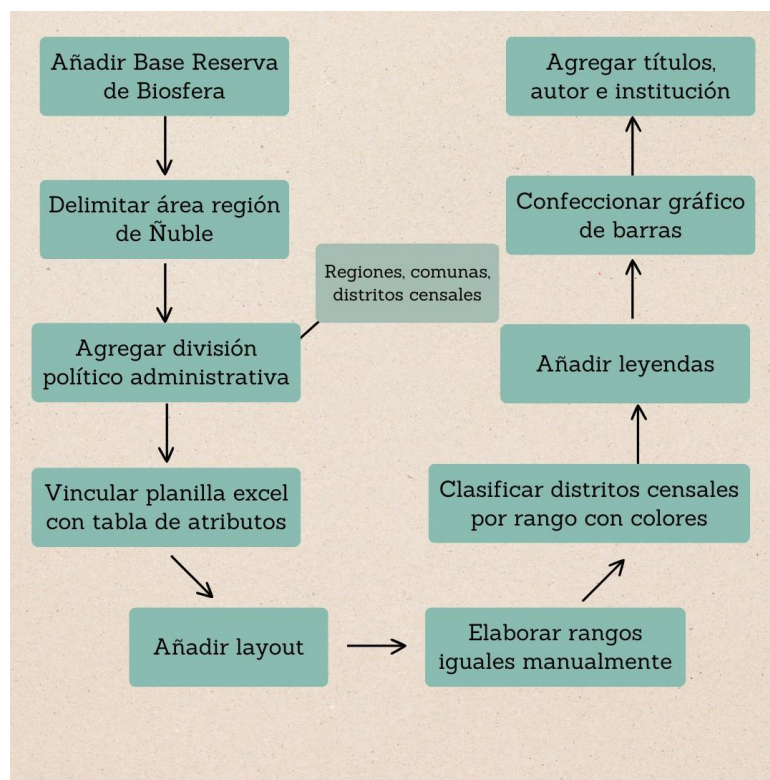 Añadir Base Reserva
de Biosfera
Delimitar área región
de Ñuble
Regiones, comunas,
distritos censales
Agregar división
político administrativa
Vincular planilla excel
con tabla de atributos
Añadir layout
Elaborar rangos
iguales manualmente
Clasificar distritos censales
por rango con colores
Añadir leyendas
Confeccionar gráfico
de barras
Agregar títulos,
autor e institución